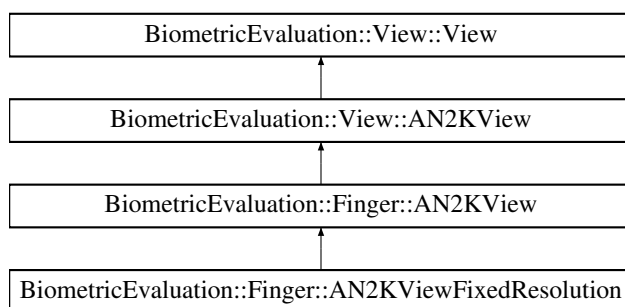 BiometricEvaluation::View::View
BiometricEvaluation::View::AN2KView
BiometricEvaluation::Finger::AN2KView
BiometricEvaluation::Finger::AN2KViewFixedResolution